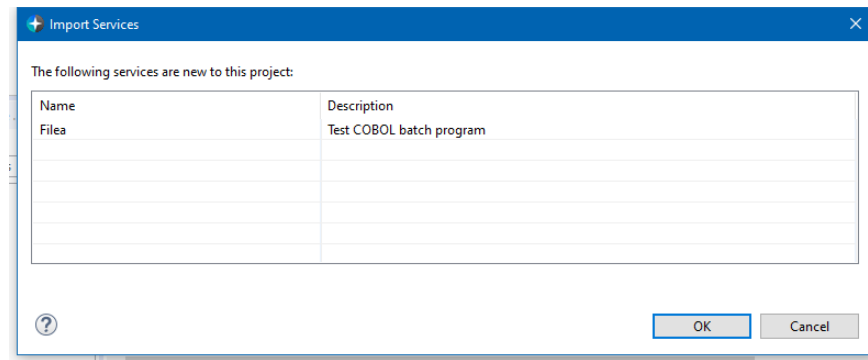 Import Services
The following services are new to this project:
Name Description
Filea Test COBOL batch program
OK Cancel